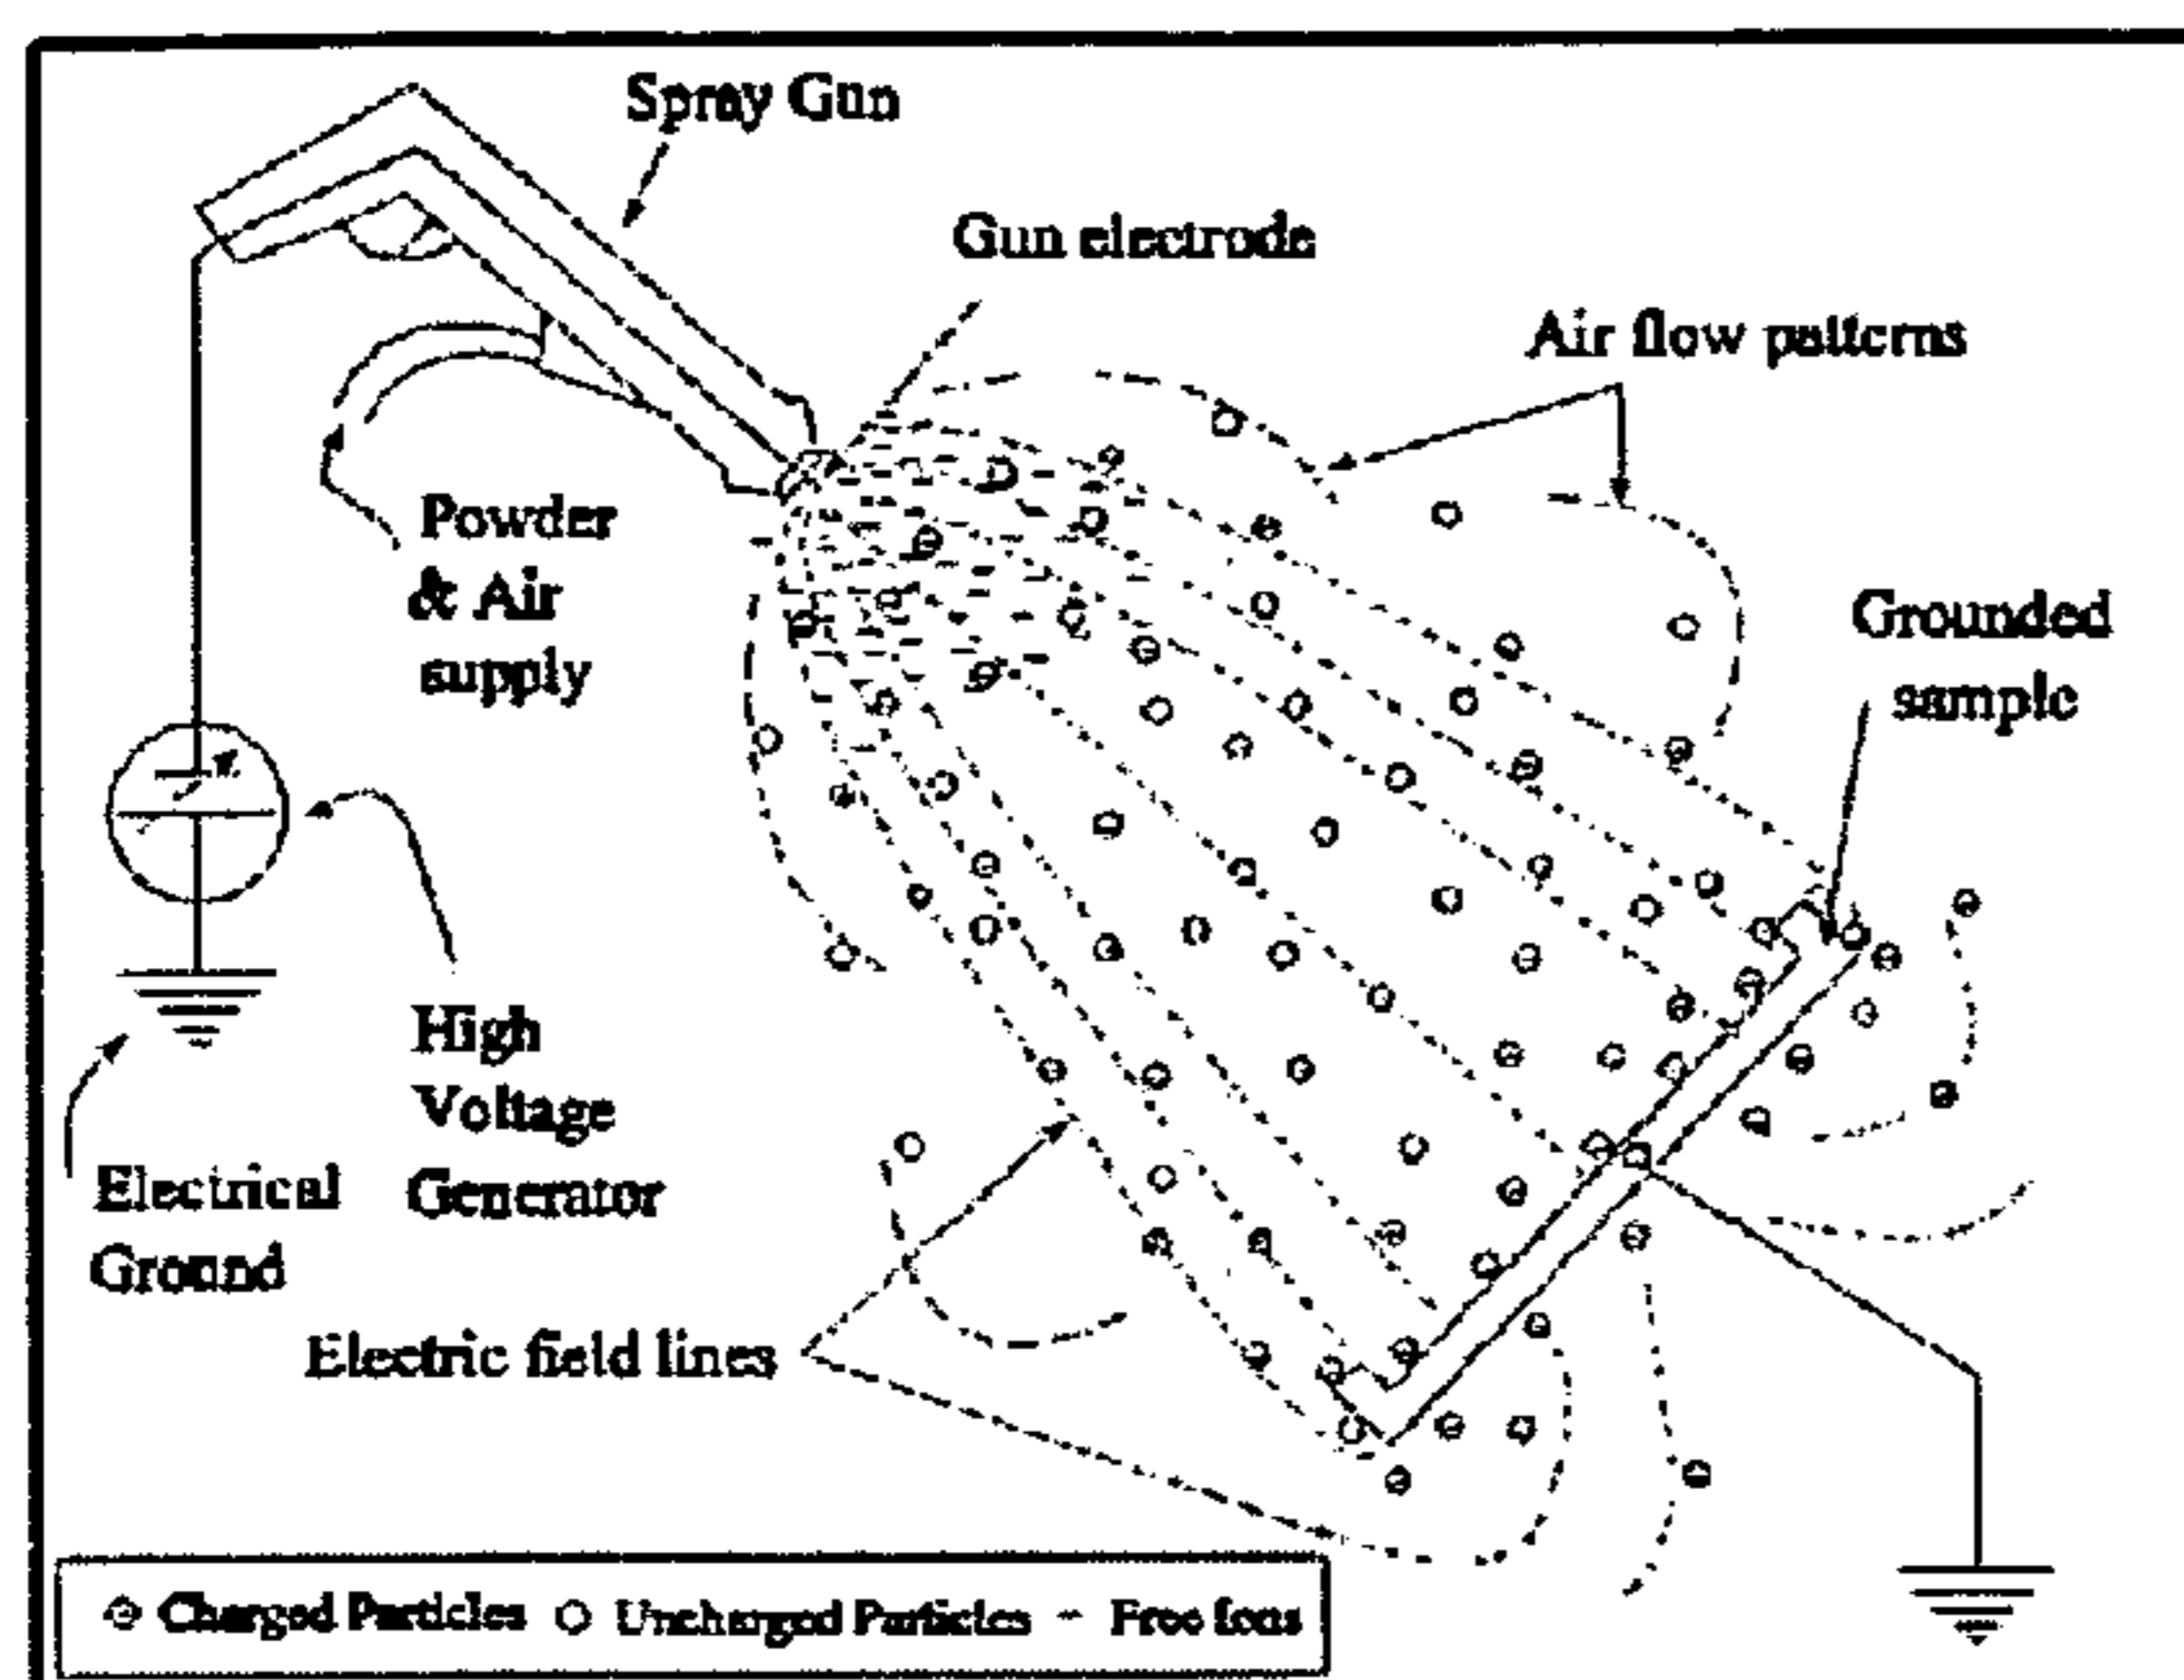 Spray Gun
Gun electrode
Air flow patterns
Powder
& Air
supply
Grounded
sample
High
Voltage
Generator
Electrical
Ground
Electric field lines
Charged Particles Uncharged Particles - Free Ions